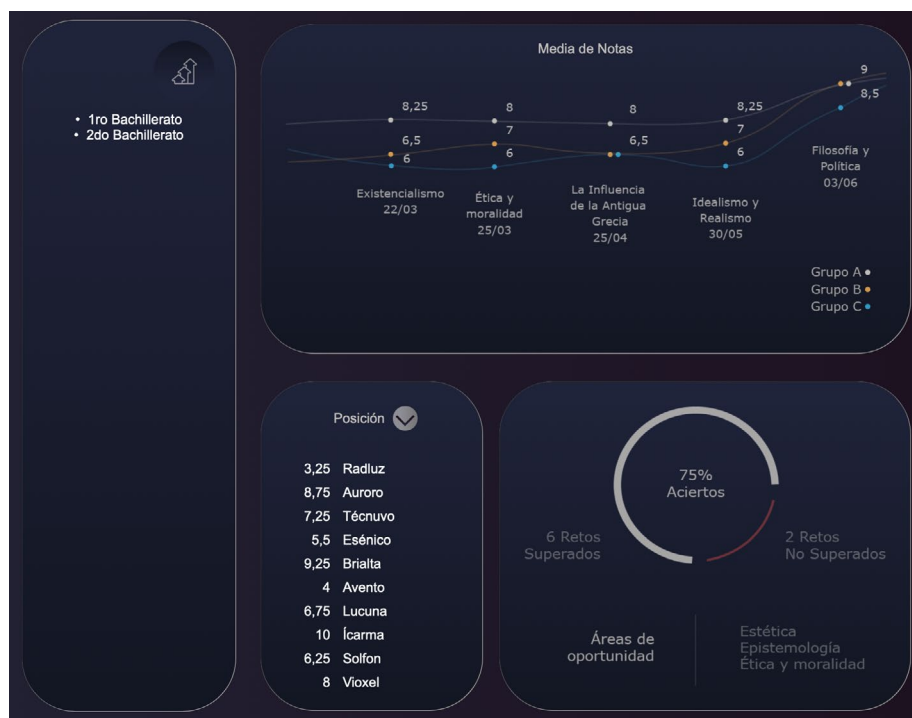 • 1ro Bachillerato
• 2do Bachillerato
Media de Notas
8,25
8
8
8,25
9
8,5
6,5
7
6,5
7
6
6
6
Existencialismo
22/03
Ética y
moralidad
25/03
La Influencia
de la Antigua
Grecia
25/04
Idealismo y
Realismo
30/05
Filosofía y
Política
03/06
Grupo A
Grupo B
Grupo C
Posición
3,25 Radluz
8,75 Auroro
7,25 Técnuvo
5,5 Esénico
9,25 Brialta
4 Avento
6,75 Lucuna
10 Ícarma
6,25 Solfon
8 Vioxel
75%
Aciertos
6 Retos
Superados
2 Retos
No Superados
Áreas de
oportunidad
Estética
Epistemología
Ética y moralidad